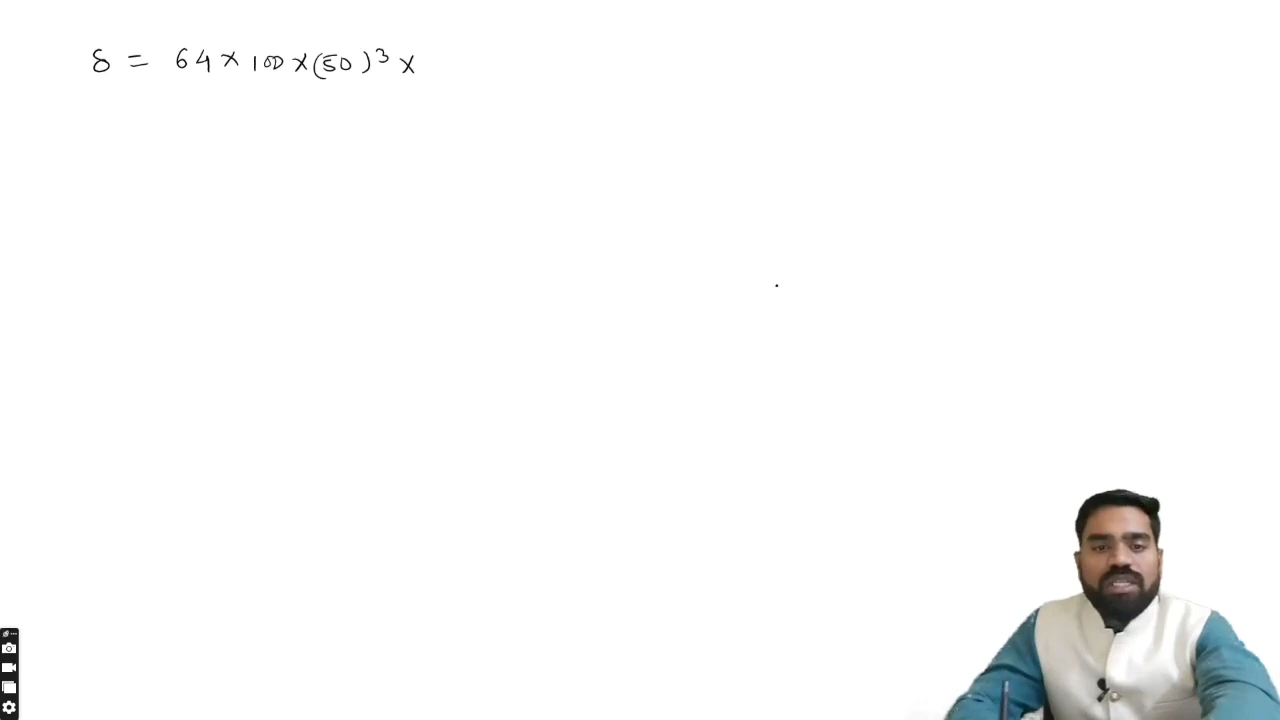 δ = 64 × 100 × (50)³ ×